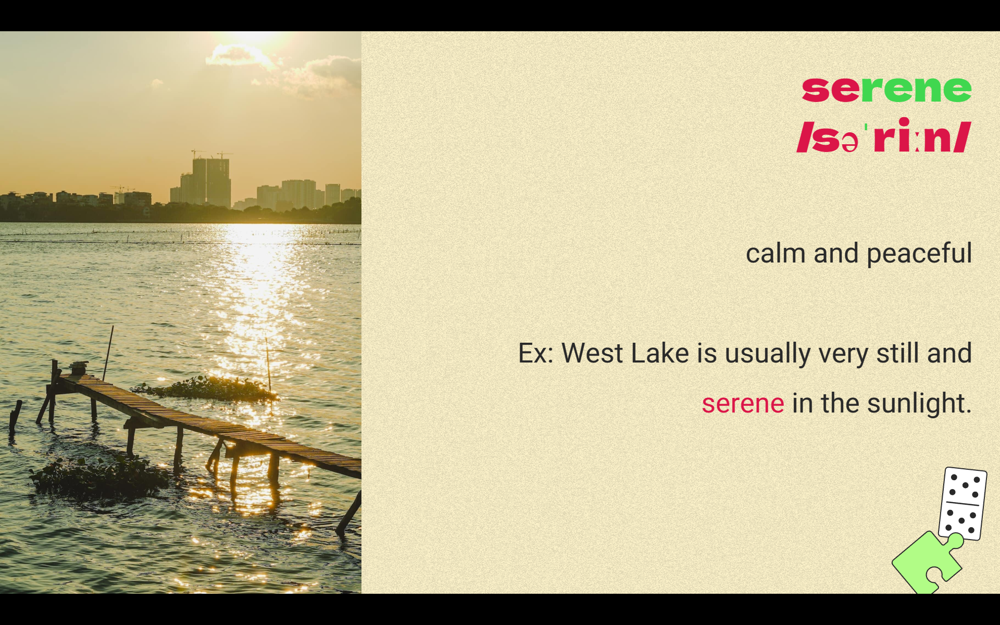 serene
/səˈriːn/
calm and peaceful
Ex: West Lake is usually very still and
serene in the sunlight.